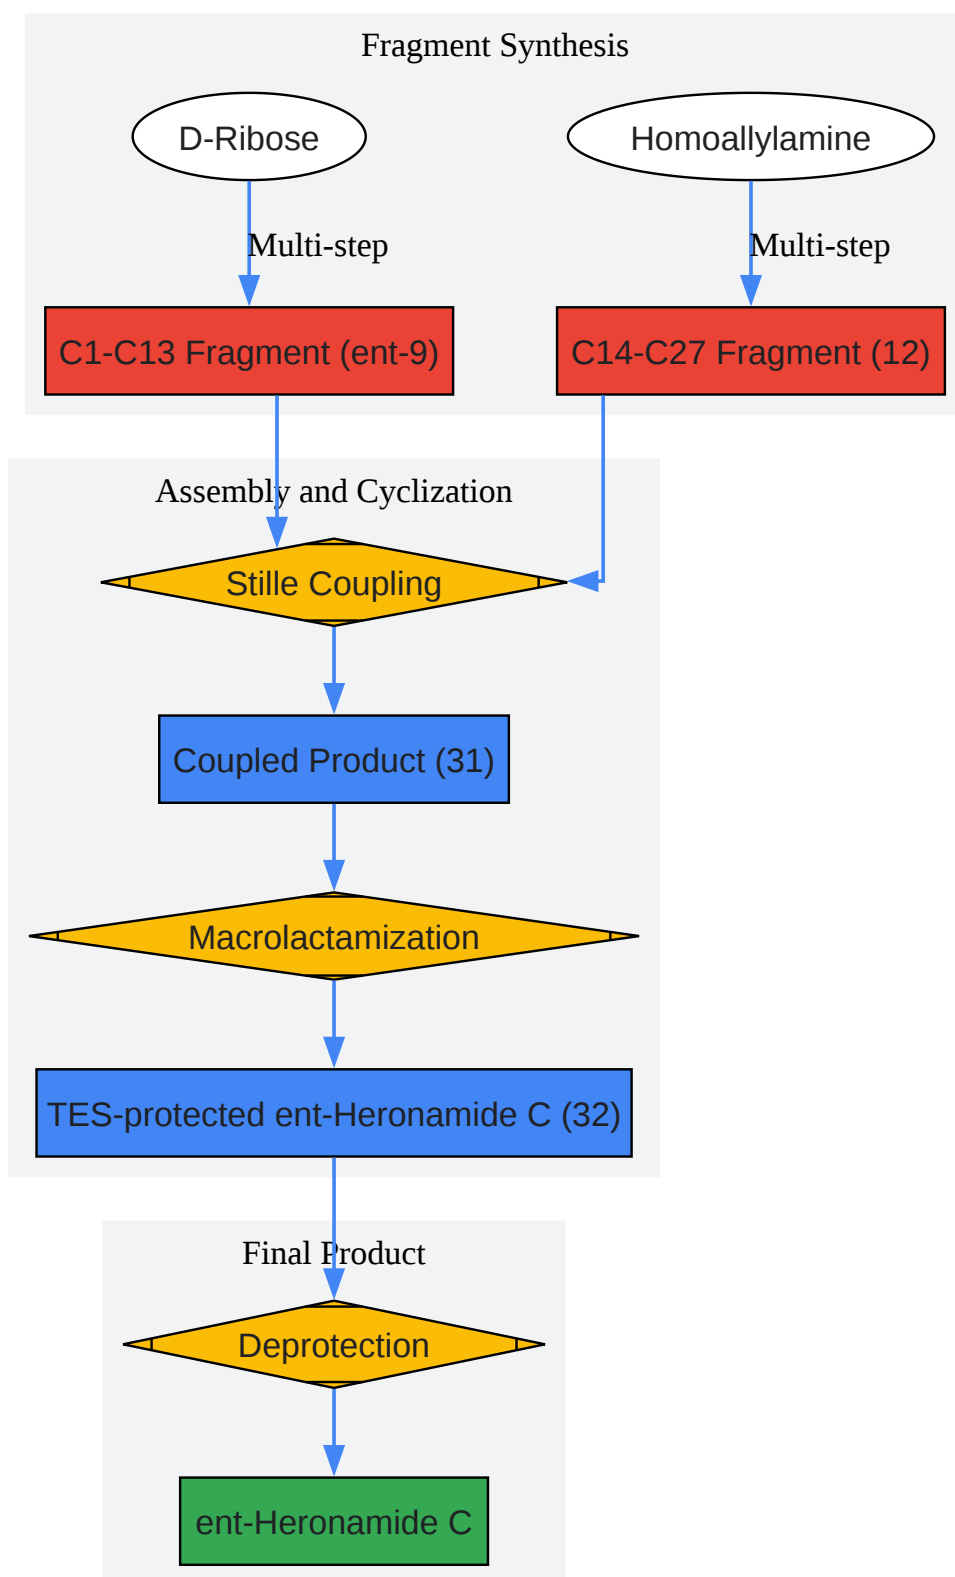 Fragment Synthesis
D-Ribose
Homoallylamine
Multi-step
Multi-step
C1-C13 Fragment (ent-9)
C14-C27 Fragment (12)
Assembly and Cyclization
Stille Coupling
Coupled Product (31)
Macrolactamization
TES-protected ent-Heronamide C (32)
Final Product
Deprotection
ent-Heronamide C